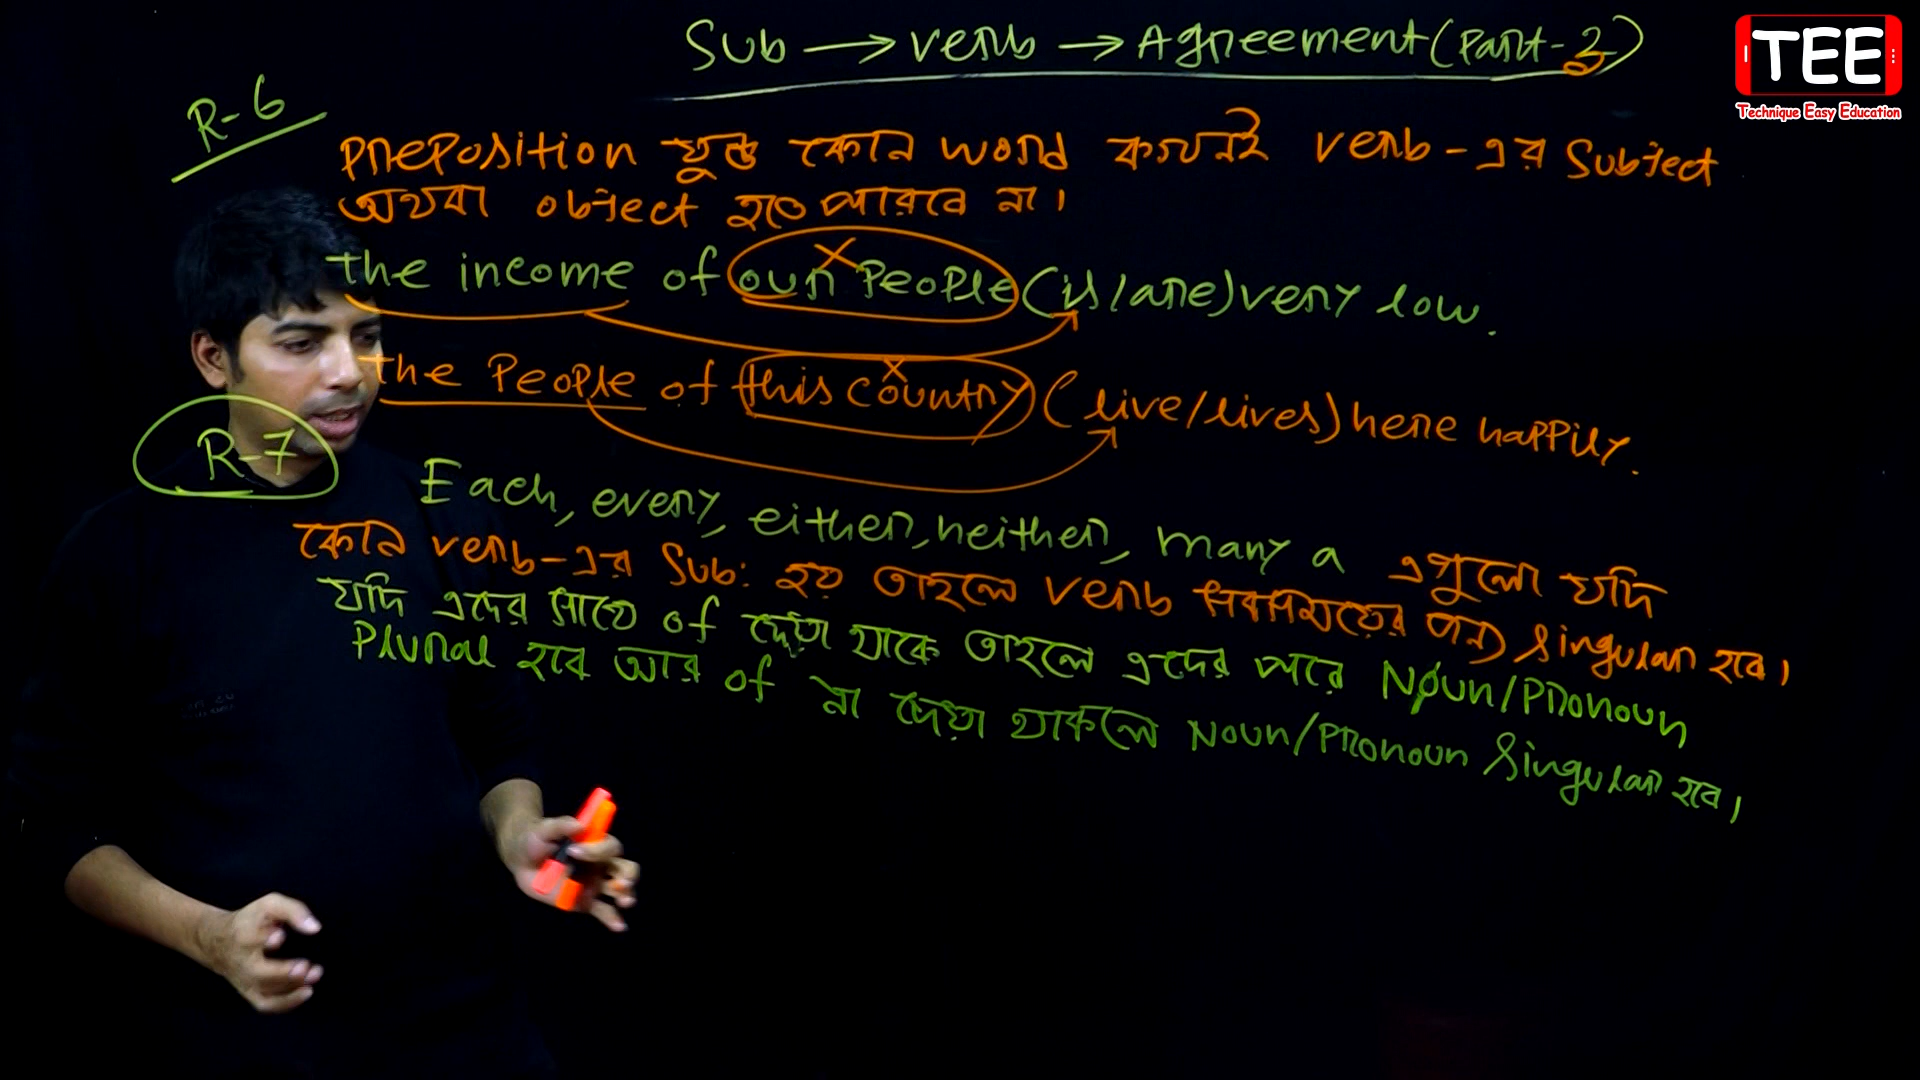 Sub → verb → Agreement (Part-2)
TEE
Technique Easy Education
R-6
Preposition যুক্ত কোন word কখনই verb-এর Subject
অথবা object হতে পারবে না।
the income of our People (is/are) very low.
the People of this country (live/lives) here happily.
R-7
Each, every, either, neither, many a এগুলো যদি
কোন verb-এর Sub: হয় তাহলে verb সবসময়ের জন্য Singular হবে।
যদি এদের সাথে of দেয়া থাকে তাহলে এদের পরে Noun/Pronoun
Plural হবে আর of না দেয়া থাকলে Noun/Pronoun Singular হবে।